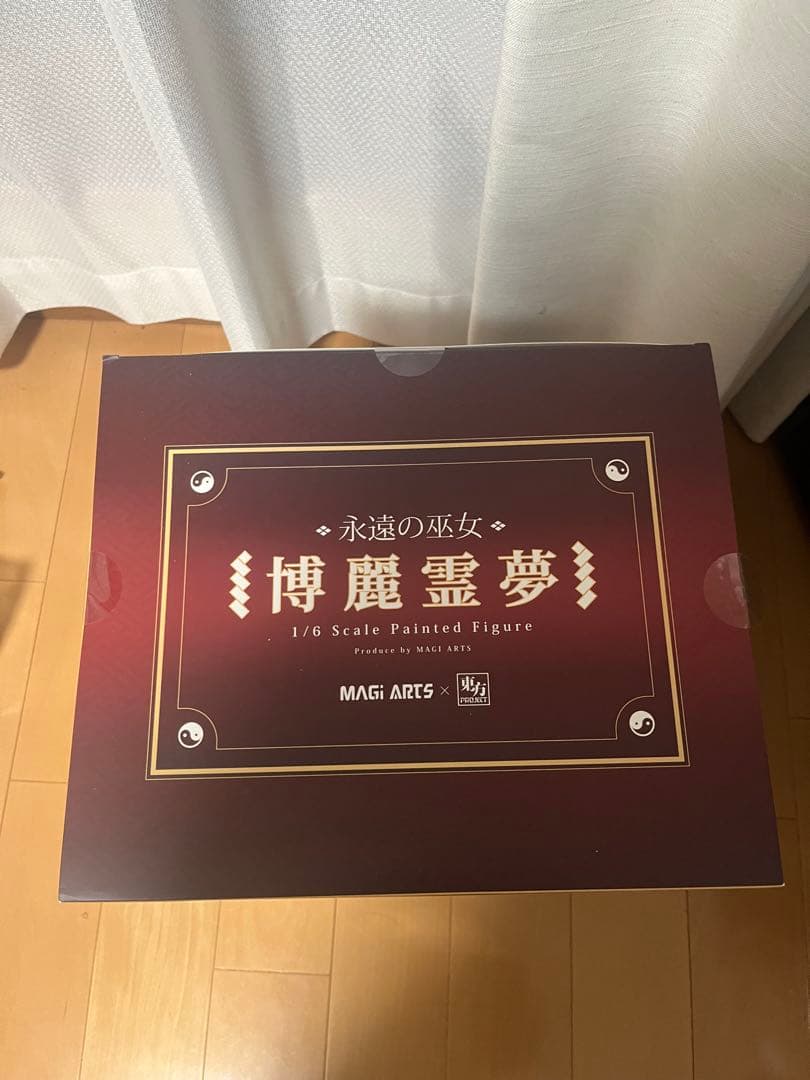 永遠の巫女
博麗霊夢
1/6 Scale Painted Figure
Produce by MAGI ARTS
MAGI ARTS × 東方 PROJECT